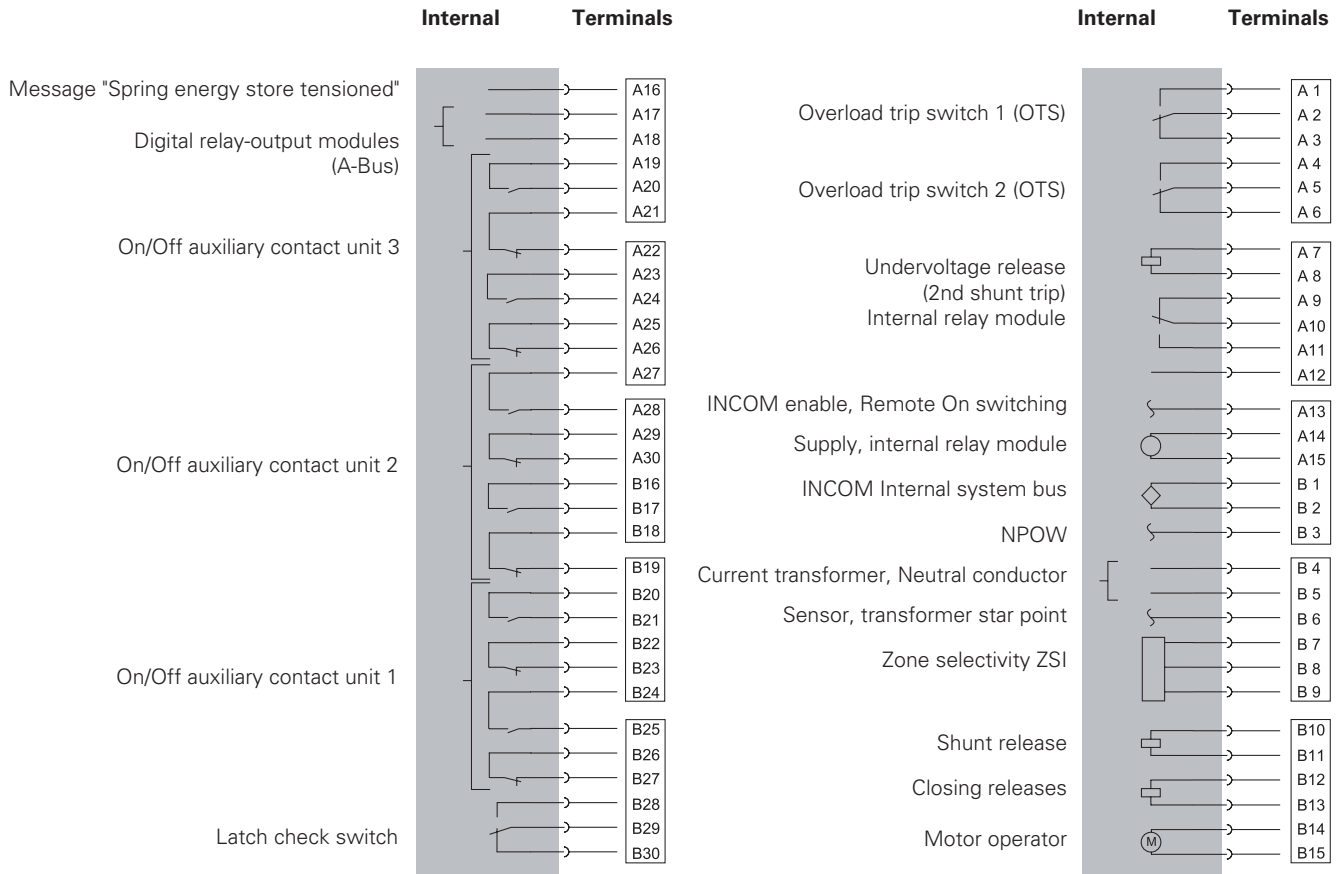 Internal Terminals
Message "Spring energy store tensioned"
Digital relay-output modules
(A-Bus)
On/Off auxiliary contact unit 3
On/Off auxiliary contact unit 2
On/Off auxiliary contact unit 1
Latch check switch
A16
A17
A18
A19
A20
A21
A22
A23
A24
A25
A26
A27
A28
A29
A30
B16
B17
B18
B19
B20
B21
B22
B23
B24
B25
B26
B27
B28
B29
B30
Internal Terminals
Overload trip switch 1 (OTS)
Overload trip switch 2 (OTS)
Undervoltage release
(2nd shunt trip)
Internal relay module
INCOM enable, Remote On switching
Supply, internal relay module
INCOM Internal system bus
NPOW
Current transformer, Neutral conductor
Sensor, transformer star point
Zone selectivity ZSI
Shunt release
Closing releases
Motor operator
M
A 1
A 2
A 3
A 4
A 5
A 6
A 7
A 8
A 9
A10
A11
A12
A13
A14
A15
B 1
B 2
B 3
B 4
B 5
B 6
B 7
B 8
B 9
B10
B11
B12
B13
B14
B15